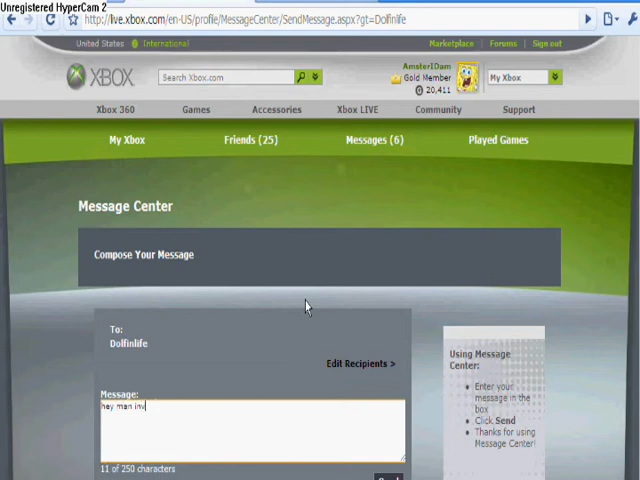 Unregistered HyperCam 2
http://live.xbox.com/en-US/profile/MessageCenter/SendMessage.aspx?gt=Dolfinlife
United States International Marketplace Forums Sign out
XBOX
Search Xbox.com
AmsterIDam
Gold Member
G 20,411
My Xbox
Xbox 360 Games Accessories Xbox LIVE Community Support
My Xbox Friends (25) Messages (6) Played Games
Message Center
Compose Your Message
To:
Dolfinlife
Edit Recipients >
Message:
hey man inv
11 of 250 characters
Send
Using Message
Center:
Enter your
message in the
box
Click Send
Thanks for using
Message Center!